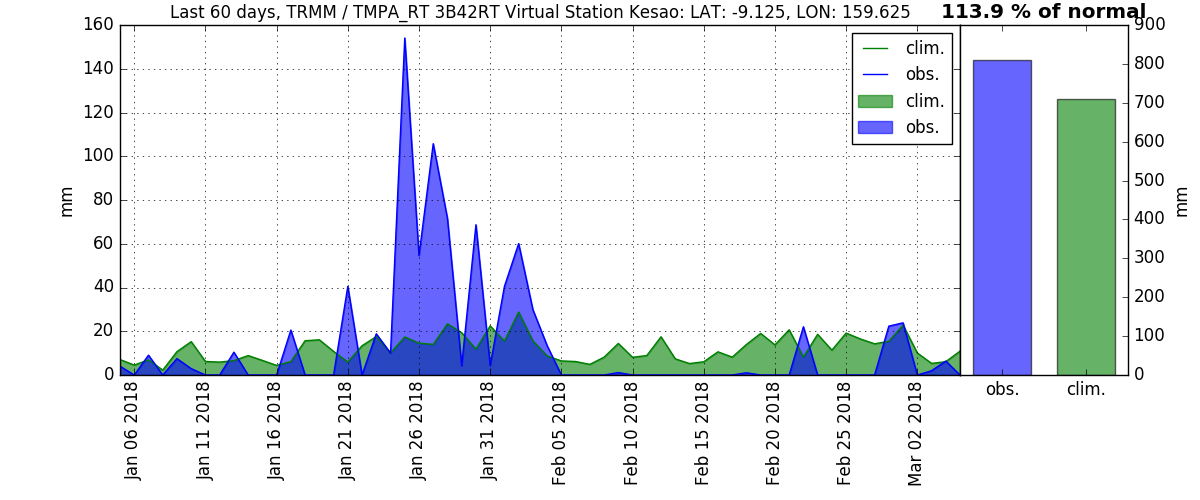 Last 60 days, TRMM / TMPA_RT 3B42RT Virtual Station Kesao: LAT: -9.125, LON: 159.625
113.9 % of normal
160
140
120
100
80
60
40
20
0
mm
clim.
obs.
clim.
obs.
900
800
700
600
500
400
300
200
100
0
mm
Jan 06 2018
Jan 11 2018
Jan 16 2018
Jan 21 2018
Jan 26 2018
Jan 31 2018
Feb 05 2018
Feb 10 2018
Feb 15 2018
Feb 20 2018
Feb 25 2018
Mar 02 2018
obs.
clim.